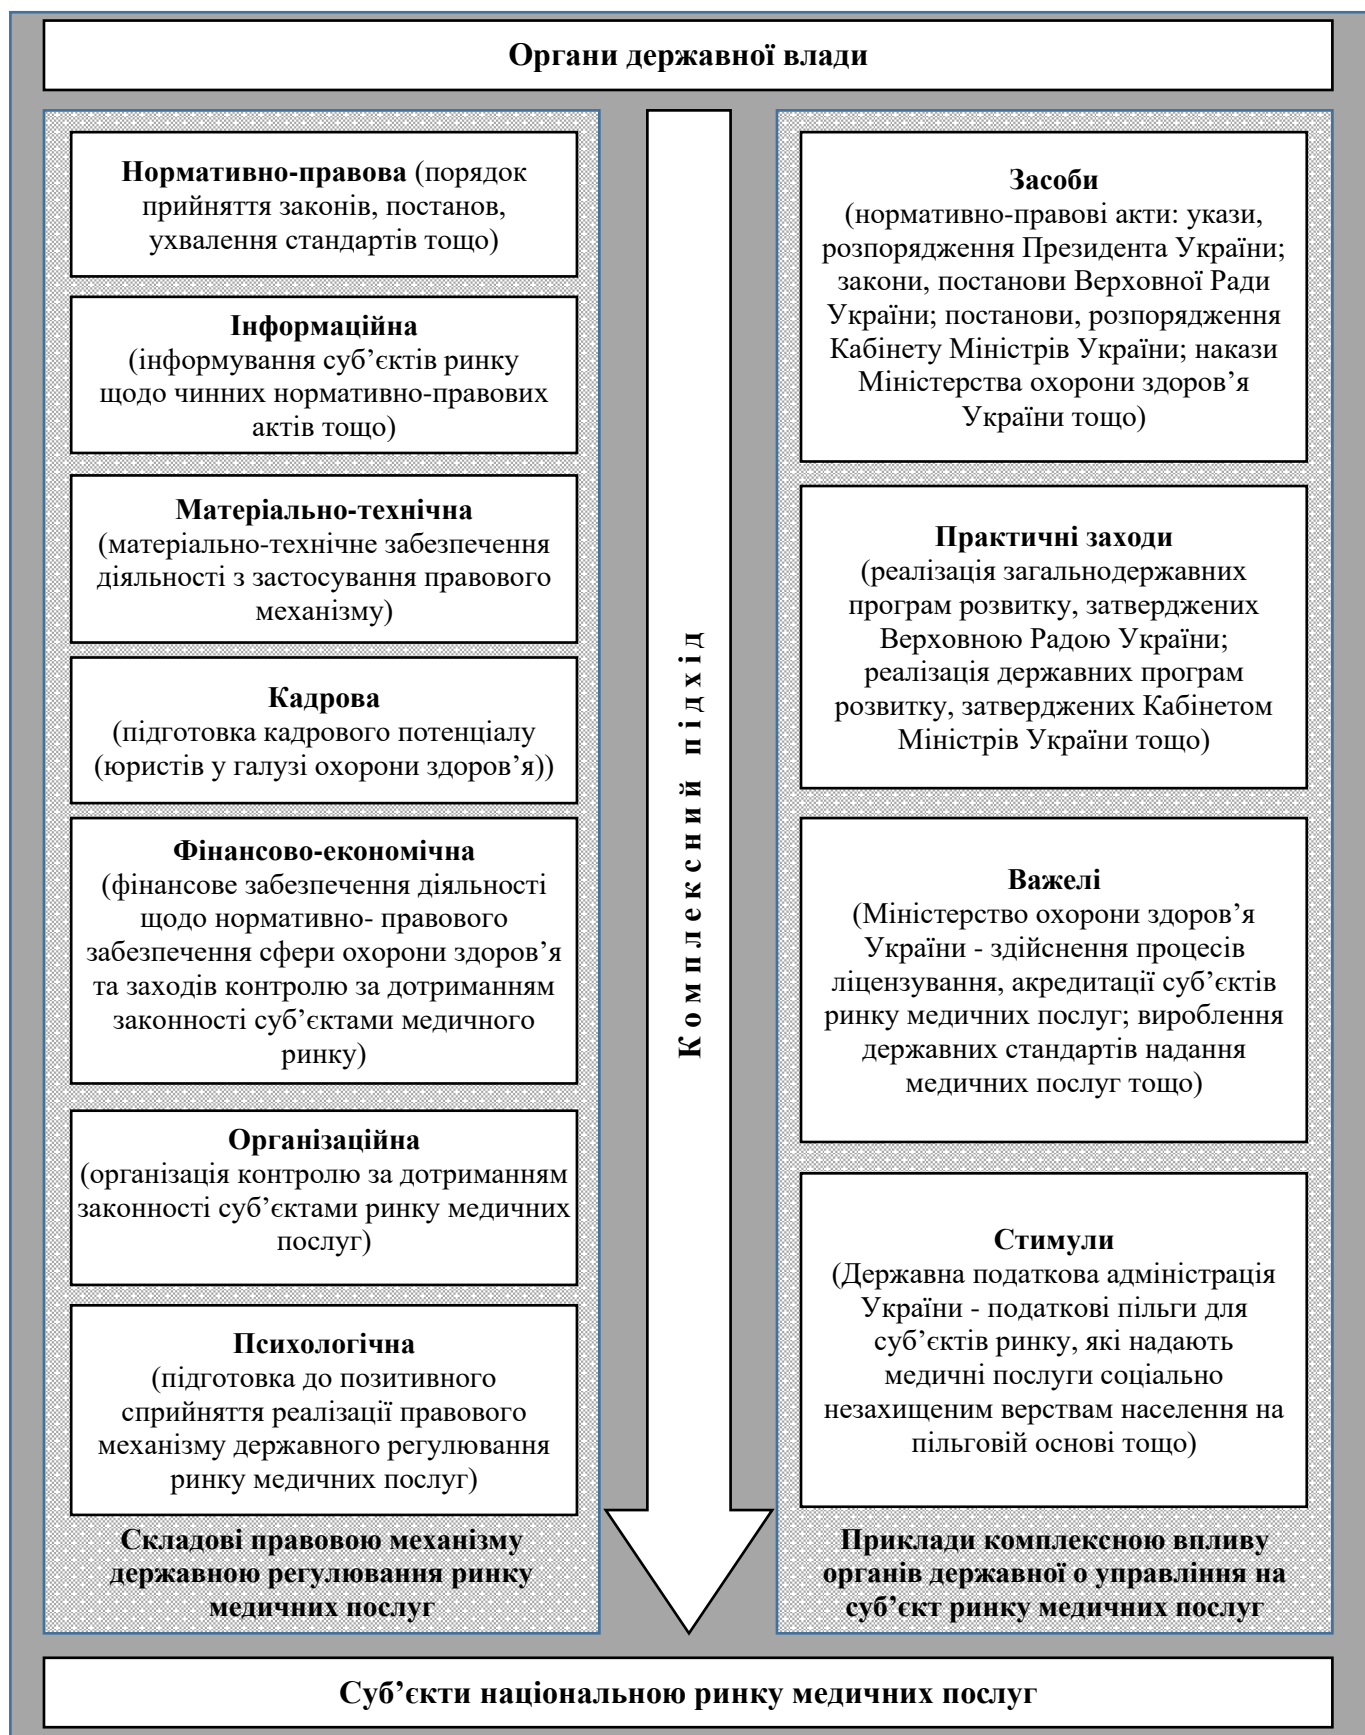 Органи державної влади
Нормативно-правова (порядок
прийняття законів, постанов,
ухвалення стандартів тощо)
Інформаційна
(інформування суб’єктів ринку
щодо чинних нормативно-правових
актів тощо)
Матеріально-технічна
(матеріально-технічне забезпечення
діяльності з застосування правового
механізму)
Кадрова
(підготовка кадрового потенціалу
(юристів у галузі охорони здоров’я))
Фінансово-економічна
(фінансове забезпечення діяльності
щодо нормативно- правового
забезпечення сфери охорони здоров’я
та заходів контролю за дотриманням
законності суб’єктами медичного
ринку)
Організаційна
(організація контролю за дотриманням
законності суб’єктами ринку медичних
послуг)
Психологічна
(підготовка до позитивного
сприйняття реалізації правового
механізму державного регулювання
ринку медичних послуг)
Складові правовою механізму
державною регулювання ринку
медичних послуг
Комплексний підхід
Засоби
(нормативно-правові акти: укази,
розпорядження Президента України;
закони, постанови Верховної Ради
України; постанови, розпорядження
Кабінету Міністрів України; накази
Міністерства охорони здоров’я
України тощо)
Практичні заходи
(реалізація загальнодержавних
програм розвитку, затверджених
Верховною Радою України;
реалізація державних програм
розвитку, затверджених Кабінетом
Міністрів України тощо)
Важелі
(Міністерство охорони здоров’я
України - здійснення процесів
ліцензування, акредитації суб’єктів
ринку медичних послуг; вироблення
державних стандартів надання
медичних послуг тощо)
Стимули
(Державна податкова адміністрація
України - податкові пільги для
суб’єктів ринку, які надають
медичні послуги соціально
незахищеним верствам населення на
пільговій основі тощо)
Приклади комплексною впливу
органів державної о управління на
суб’єкт ринку медичних послуг
Суб’єкти національною ринку медичних послуг